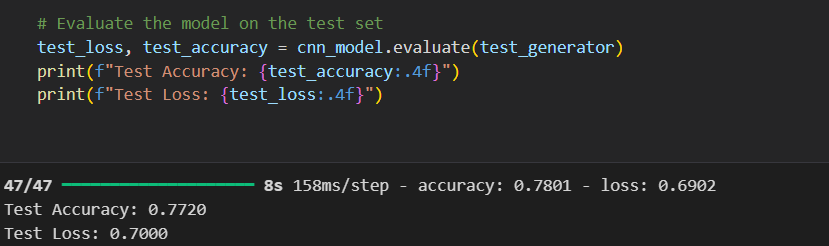 # Evaluate the model on the test set
test_loss, test_accuracy = cnn_model.evaluate(test_generator)
print(f"Test Accuracy: {test_accuracy:.4f}")
print(f"Test Loss: {test_loss:.4f}")
47/47 ━━━━━━━━━━━━━━━━━━━━ 8s 158ms/step - accuracy: 0.7801 - loss: 0.6902
Test Accuracy: 0.7720
Test Loss: 0.7000